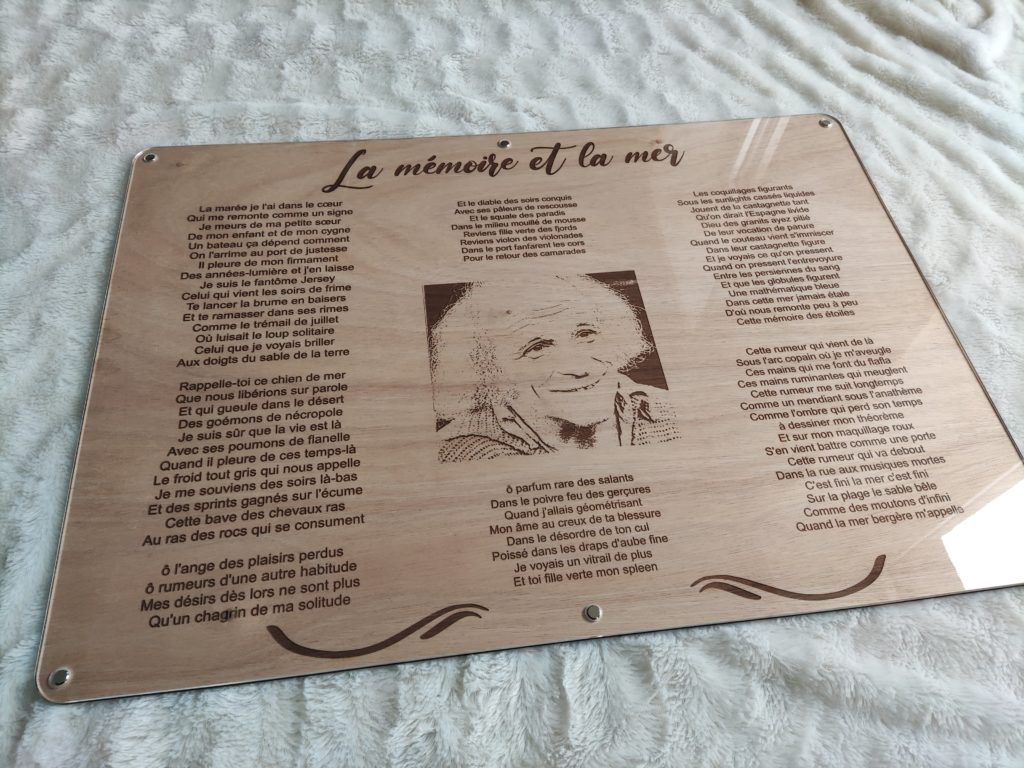 La mémoire et la mer
La marée je l'ai dans le cœur
Qui me remonte comme un signe
Je meurs de ma petite sœur
De mon enfant et de mon cygne
Un bateau ça dépend comment
On l'arrime au port de justesse
Il pleure de mon firmament
Des années-lumière et j'en laisse
Je suis le fantôme Jersey
Celui qui vient les soirs de frime
Te lancer la brume en baisers
Et te ramasser dans ses rimes
Comme le trémail de juillet
Où luisait le loup solitaire
Celui que je voyais briller
Aux doigts du sable de la terre
Rappelle-toi ce chien de mer
Que nous libérions sur parole
Et qui gueule dans le désert
Des goémons de nécropole
Je suis sûr que la vie est là
Avec ses poumons de flanelle
Quand il pleure de ces temps-là
Le froid tout gris qui nous appelle
Je me souviens des soirs là-bas
Et des sprints gagnés sur l'écume
Cette bave des chevaux ras
Au ras des rocs qui se consument
ô l'ange des plaisirs perdus
ô rumeurs d'une autre habitude
Mes désirs dès lors ne sont plus
Qu'un chagrin de ma solitude
Et le diable des soirs conquis
Avec ses pâleurs de rescousse
Et le squale des paradis
Dans le milieu mouillé de mousse
Reviens fille verte des fjords
Reviens violon des violonades
Dans le port fanfarent les cors
Pour le retour des camarades
ô parfum rare des salants
Dans le poivre feu des gerçures
Quand j'allais géométrisant
Mon âme au creux de ta blessure
Dans le désordre de ton cul
Poissé dans les draps d'aube fine
Je voyais un vitrail de plus
Et toi fille verte mon spleen
Les coquillages figurants
Sous les sunlights cassés liquides
Jouent de la castagnette tant
Qu'on dirait l'Espagne livide
Dieu des granits ayez pitié
De leur vocation de parure
Quand le couteau vient s'immiscer
Dans leur castagnette figure
Et je voyais ce qu'on pressent
Quand on pressent l'entrevoyure
Entre les persiennes du sang
Et que les globules figurent
Une mathématique bleue
Dans cette mer jamais étale
D'où nous remonte peu à peu
Cette mémoire des étoiles
Cette rumeur qui vient de là
Sous l'arc copain où je m'aveugle
Ces mains qui me font du flafla
Ces mains ruminantes qui meuglent
Cette rumeur me suit longtemps
Comme un mendiant sous l'anathème
Comme l'ombre qui perd son temps
à dessiner mon théorème
Et sur mon maquillage roux
S'en vient battre comme une porte
Cette rumeur qui va debout
Dans la rue aux musiques mortes
C'est fini la mer c'est fini
Sur la plage le sable bêle
Comme des moutons d'infini
Quand la mer bergère m'appelle